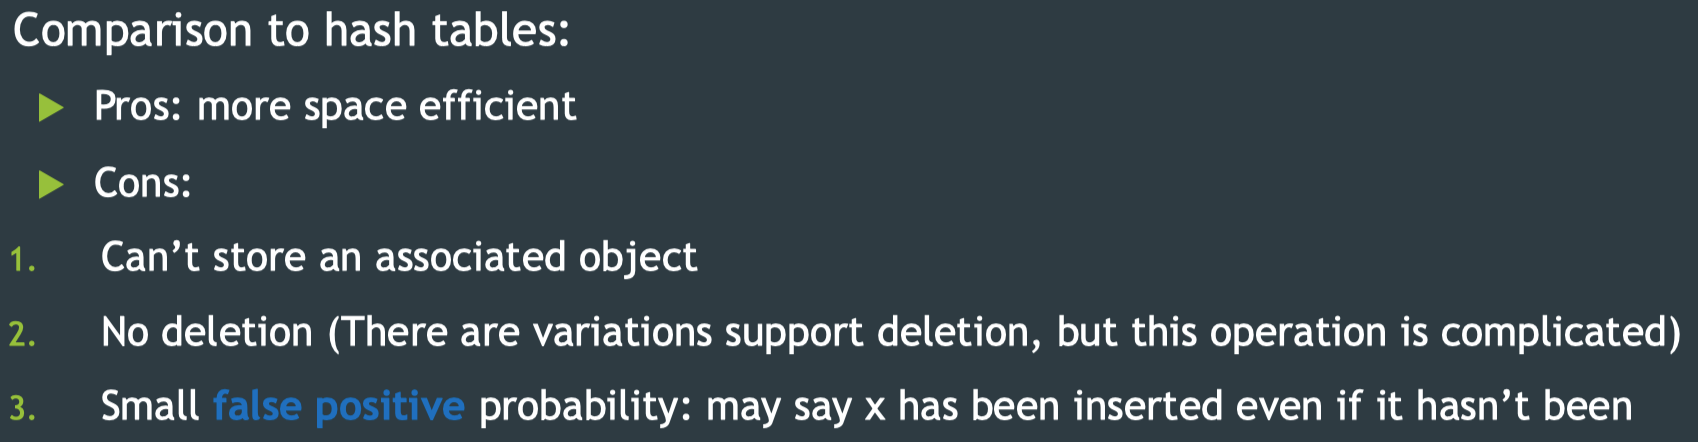 Comparison to hash tables:
Pros: more space efficient
Cons:
1. Can't store an associated object
2. No deletion (There are variations support deletion, but this operation is complicated)
3. Small false positive probability: may say x has been inserted even if it hasn't been